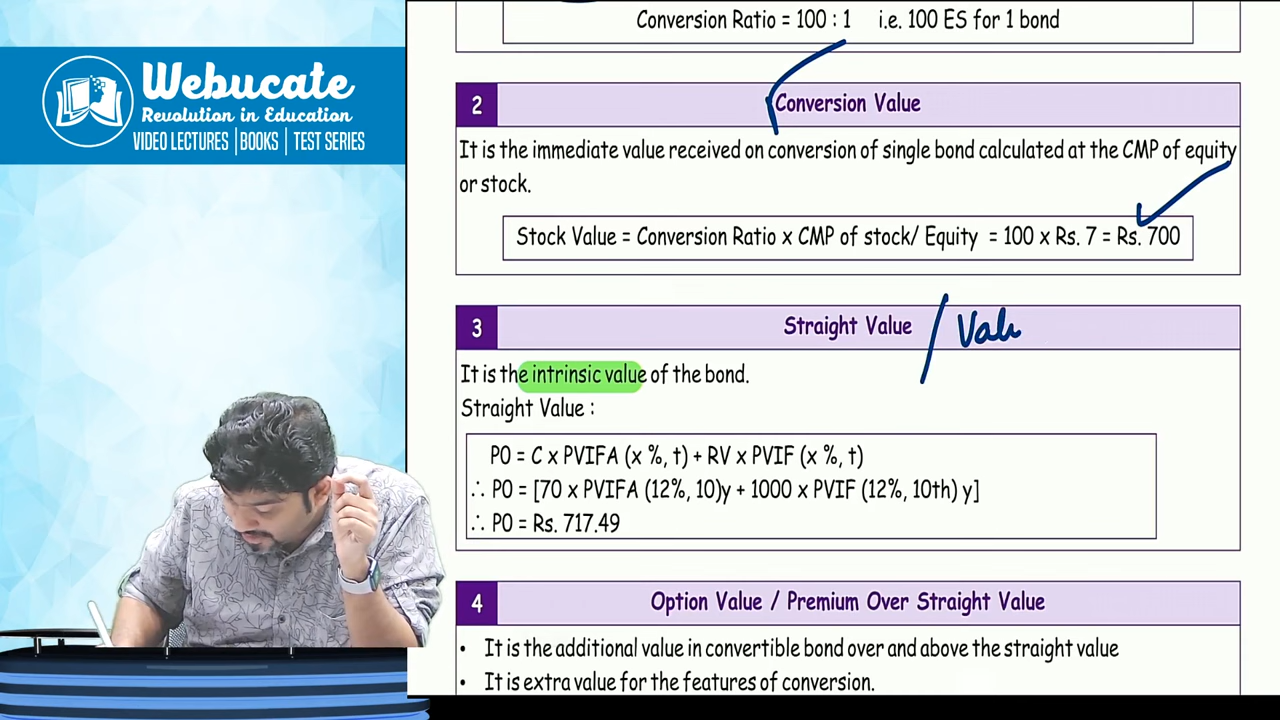 Webucate
Revolution in Education
VIDEO LECTURES | BOOKS | TEST SERIES
Conversion Ratio = 100 : 1 i.e. 100 ES for 1 bond
2 Conversion Value
It is the immediate value received on conversion of single bond calculated at the CMP of equity
or stock.
Stock Value = Conversion Ratio x CMP of stock/ Equity = 100 x Rs. 7 = Rs. 700
3 Straight Value / Valu
It is the intrinsic value of the bond.
Straight Value :
P0 = C x PVIFA (x %, t) + RV x PVIF (x %, t)
∴ P0 = [70 x PVIFA (12%, 10)y + 1000 x PVIF (12%, 10th) y]
∴ P0 = Rs. 717.49
4 Option Value / Premium Over Straight Value
• It is the additional value in convertible bond over and above the straight value
• It is extra value for the features of conversion.